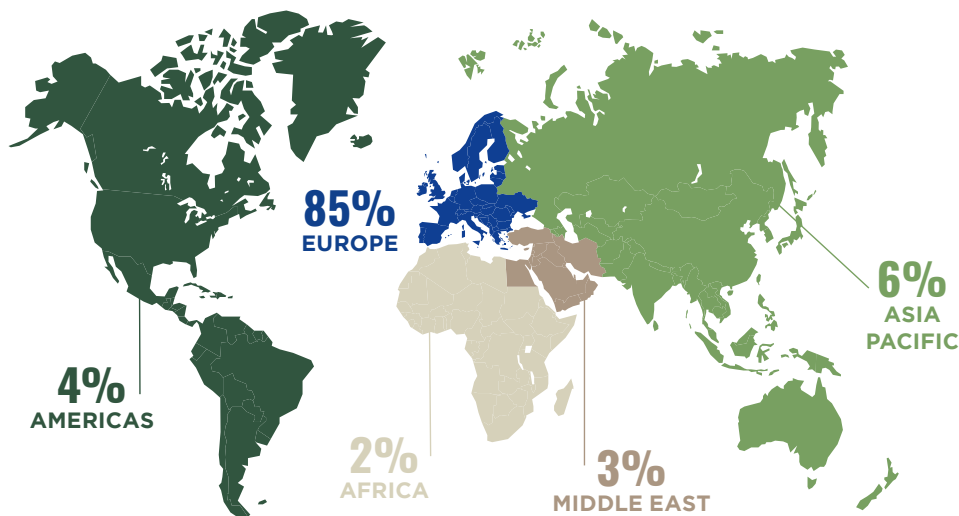 85%
EUROPE
6%
ASIA
PACIFIC
4%
AMERICAS
2%
AFRICA
3%
MIDDLE EAST